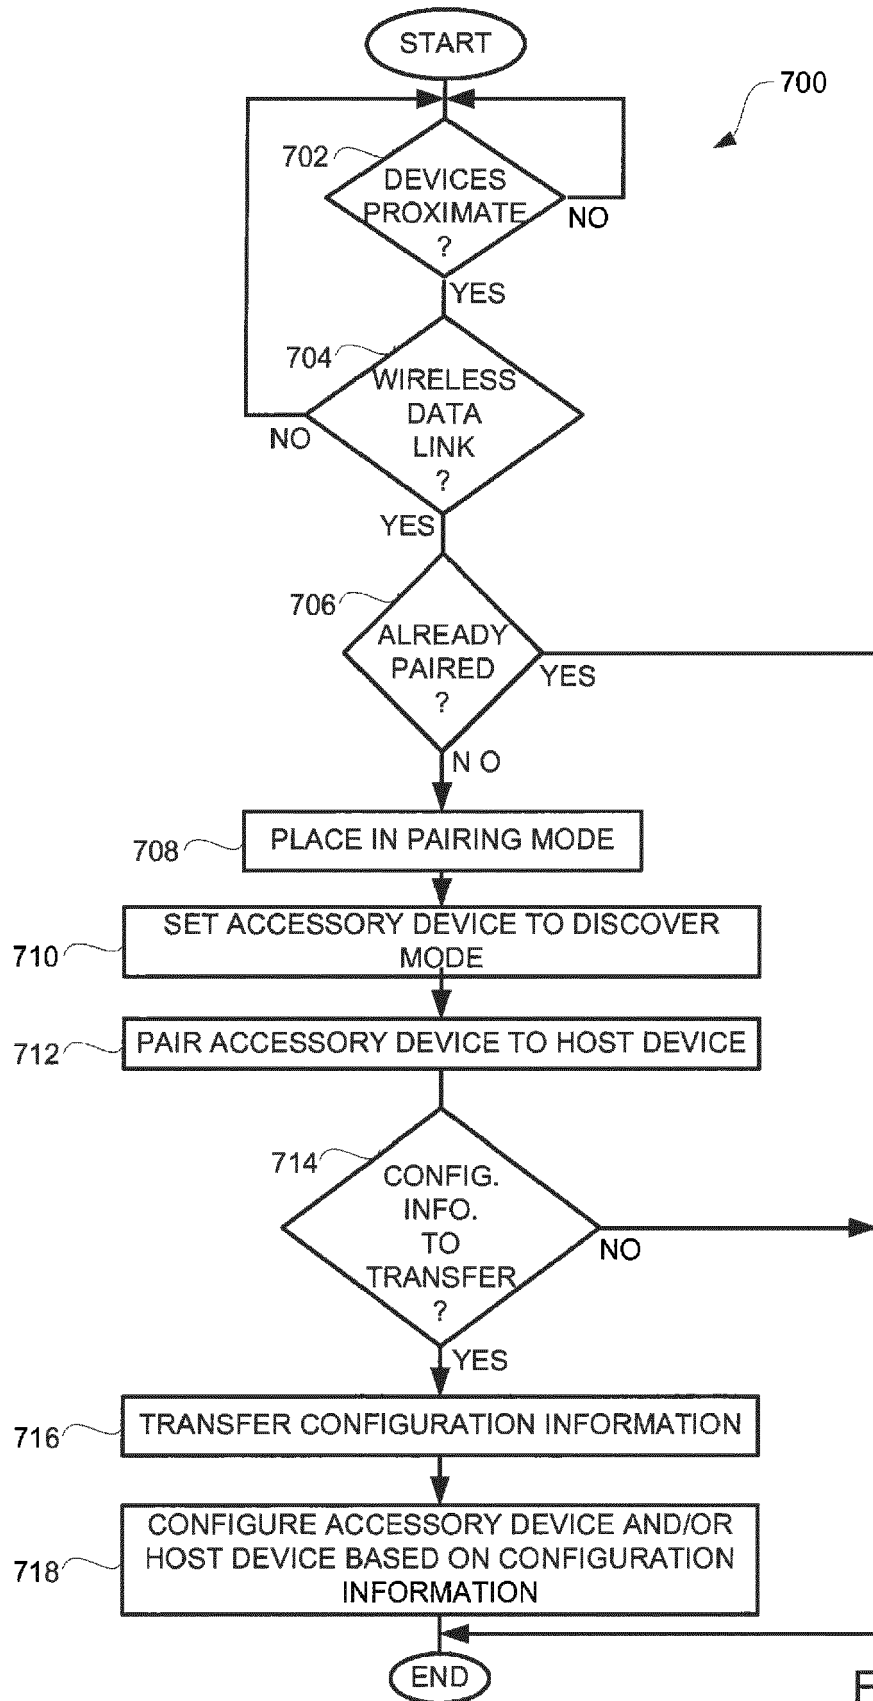 START
700
702
DEVICES
PROXIMATE
?
NO
YES
704
WIRELESS
DATA
LINK
?
NO
YES
706
ALREADY
PAIRED
?
YES
N O
708
PLACE IN PAIRING MODE
710
SET ACCESSORY DEVICE TO DISCOVER
MODE
712
PAIR ACCESSORY DEVICE TO HOST DEVICE
714
CONFIG.
INFO.
TO
TRANSFER
?
NO
YES
716
TRANSFER CONFIGURATION INFORMATION
718
CONFIGURE ACCESSORY DEVICE AND/OR
HOST DEVICE BASED ON CONFIGURATION
INFORMATION
END